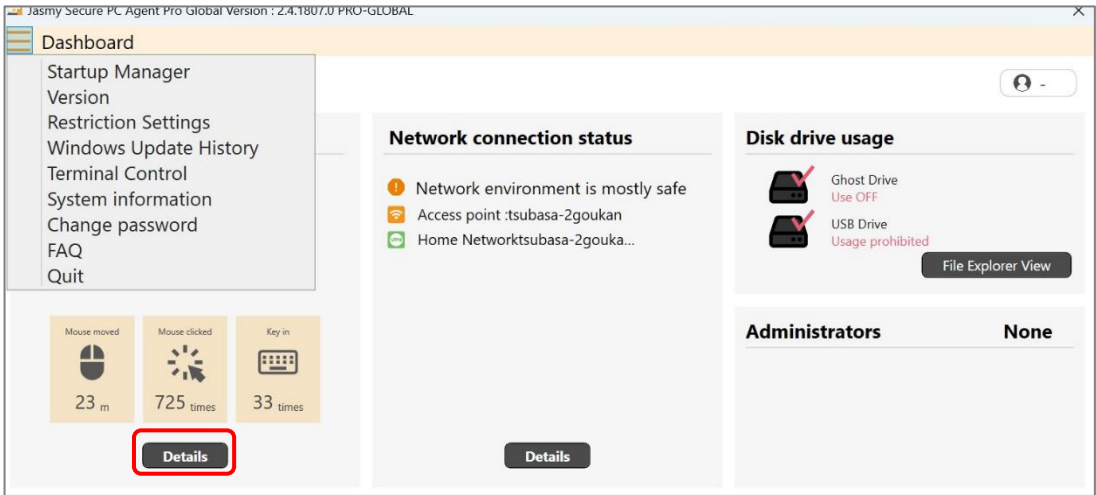 Jasmy Secure PC Agent Pro Global Version : 2.4.1807.0 PRO-GLOBAL
Dashboard
Startup Manager
Version
Restriction Settings
Windows Update History
Terminal Control
System information
Change password
FAQ
Quit
-
Mouse moved
23 m
Mouse clicked
725 times
Key in
33 times
Details
Network connection status
Network environment is mostly safe
Access point :tsubasa-2goukan
Home Networktsubasa-2gouka...
Details
Disk drive usage
Ghost Drive
Use OFF
USB Drive
Usage prohibited
File Explorer View
Administrators None